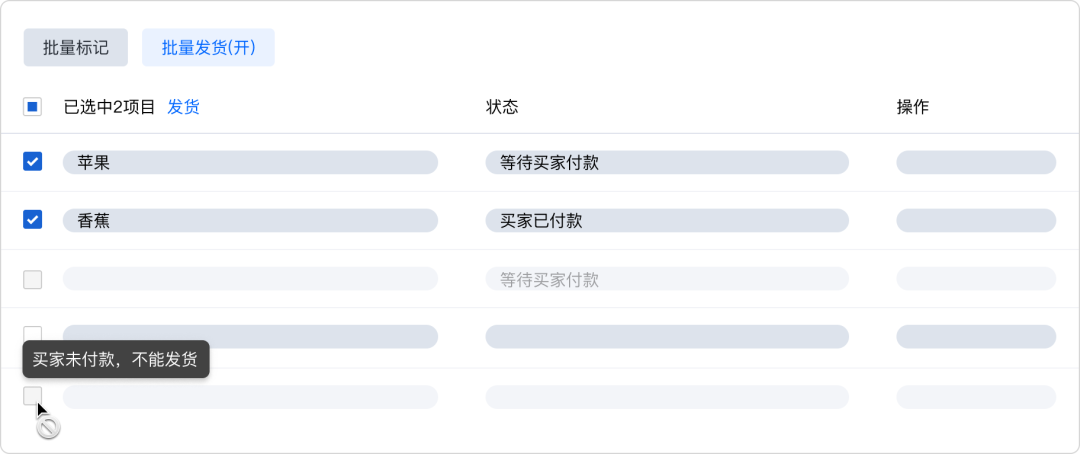 批量标记 批量发货(开)
已选中2项目 发货 状态 操作
苹果 等待买家付款
香蕉 买家已付款
等待买家付款
买家未付款，不能发货